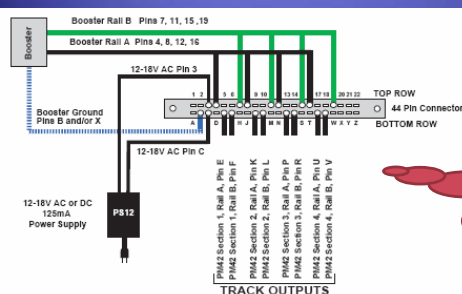 Booster Rail B Pins 7, 11, 15 ,19
Booster
Booster Rail A Pins 4, 8, 12, 16
12-18V AC Pin 3
1 2 5 6 9 10 13 14 17 18 20 21 22
TOP ROW
44 Pin Connector
BOTTOM ROW
A D H J M N S T W X Y Z
Booster Ground
Pins B and/or X
12-18V AC Pin C
12-18V AC or DC
125mA
Power Supply
PS12
PM42 Section 1, Rail A, Pin E
PM42 Section 1, Rail B, Pin F
PM42 Section 2, Rail A, Pin K
PM42 Section 2, Rail B, Pin L
PM42 Section 3, Rail A, Pin P
PM42 Section 3, Rail B, Pin R
PM42 Section 4, Rail A, Pin U
PM42 Section 4, Rail B, Pin V
TRACK OUTPUTS